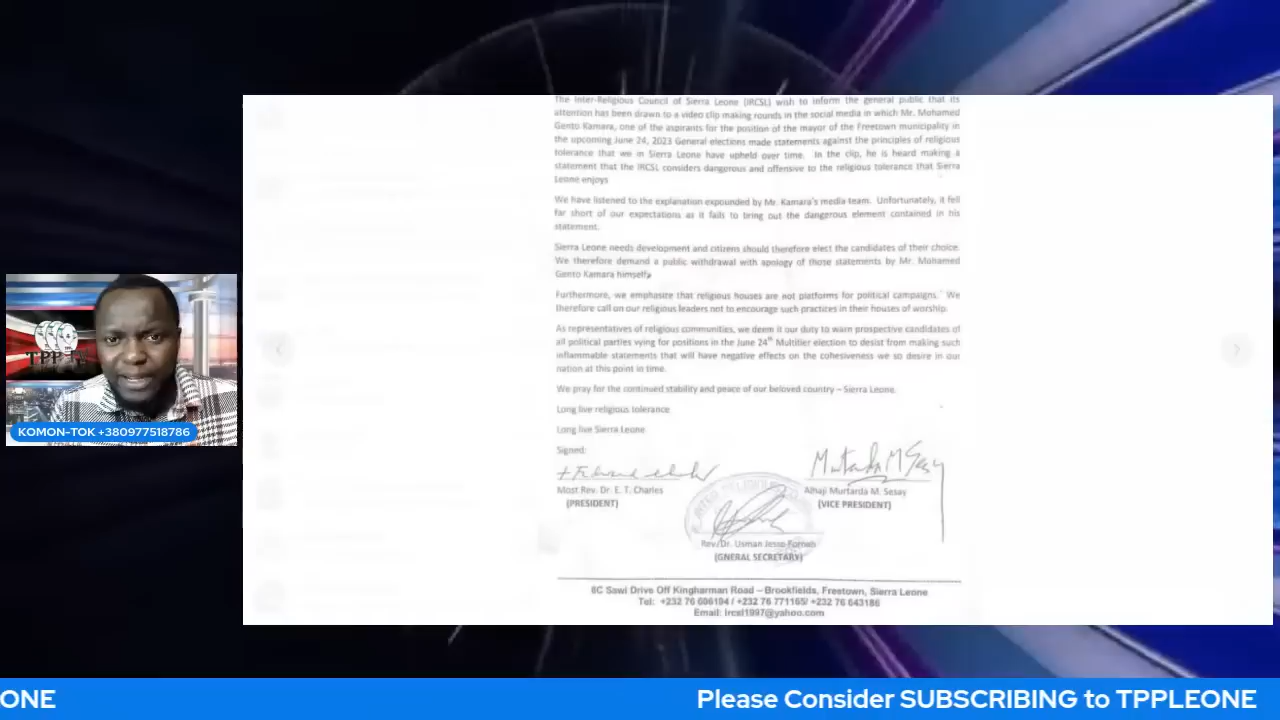 The Inter-Religious Council of Sierra Leone (IRCSL) wish to inform the general public that its
attention has been drawn to a video clip making rounds in the social media in which Mr. Mohamed
Gento Kamara, one of the aspirants for the position of the mayor of the Freetown municipality in
the upcoming June 24, 2023 General elections made statements against the principles of religious
tolerance that we in Sierra Leone have upheld over time. In the clip, he is heard making a
statement that the IRCSL considers dangerous and offensive to the religious tolerance that Sierra
Leone enjoys
We have listened to the explanation expounded by Mr. Kamara's media team. Unfortunately, it fell
far short of our expectations as it fails to bring out the dangerous element contained in his
statement.
Sierra Leone needs development and citizens should therefore elect the candidates of their choice.
We therefore demand a public withdrawal with apology of those statements by Mr. Mohamed
Gento Kamara himself.
Furthermore, we emphasize that religious houses are not platforms for political campaigns. We
therefore call on our religious leaders not to encourage such practices in their houses of worship.
As representatives of religious communities, we deem it our duty to warn prospective candidates of
all political parties vying for positions in the June 24th Multitier election to desist from making such
inflammable statements that will have negative effects on the cohesiveness we so desire in our
nation at this point in time.
We pray for the continued stability and peace of our beloved country – Sierra Leone.
Long live religious tolerance
Long live Sierra Leone
Signed:
Murtarda M Sesay
Most Rev. Dr. E. T. Charles
(PRESIDENT)
Alhaji Murtarda M. Sesay
(VICE PRESIDENT)
Rev./Dr. Usman Jesse Fornah
(GNERAL SECRETARY)
8C Sawi Drive Off Kingharman Road – Brookfields, Freetown, Sierra Leone
Tel: +232 76 606194 / +232 76 771165/ +232 76 643186
Email: ircsl1997@yahoo.com
KOMON-TOK +380977518786
ONE
Please Consider SUBSCRIBING to TPPLEONE